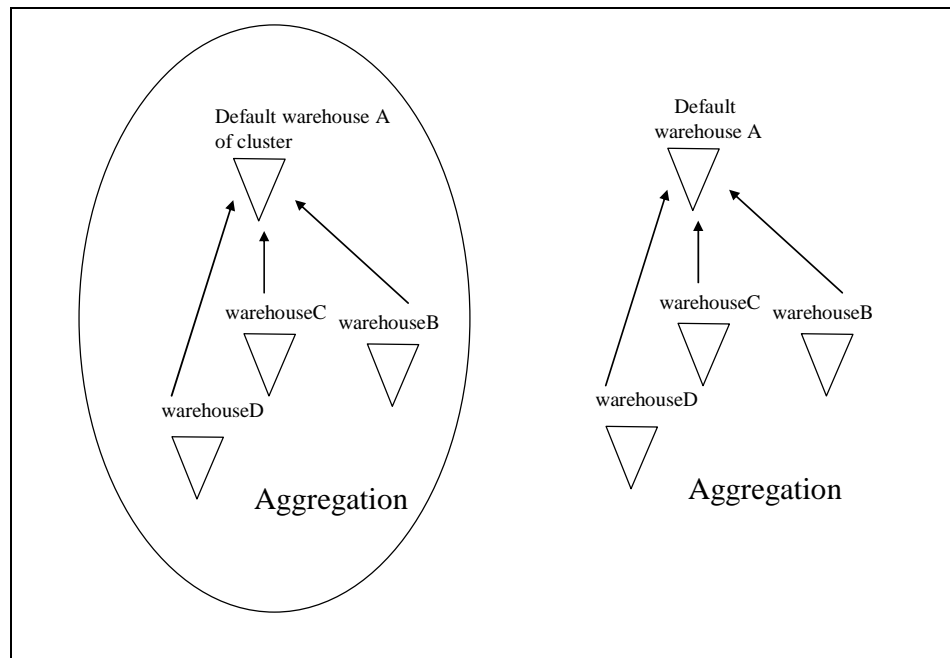 Default warehouse A
of cluster
warehouseC
warehouseB
warehouseD
Aggregation
Default
warehouse A
warehouseC
warehouseB
warehouseD
Aggregation